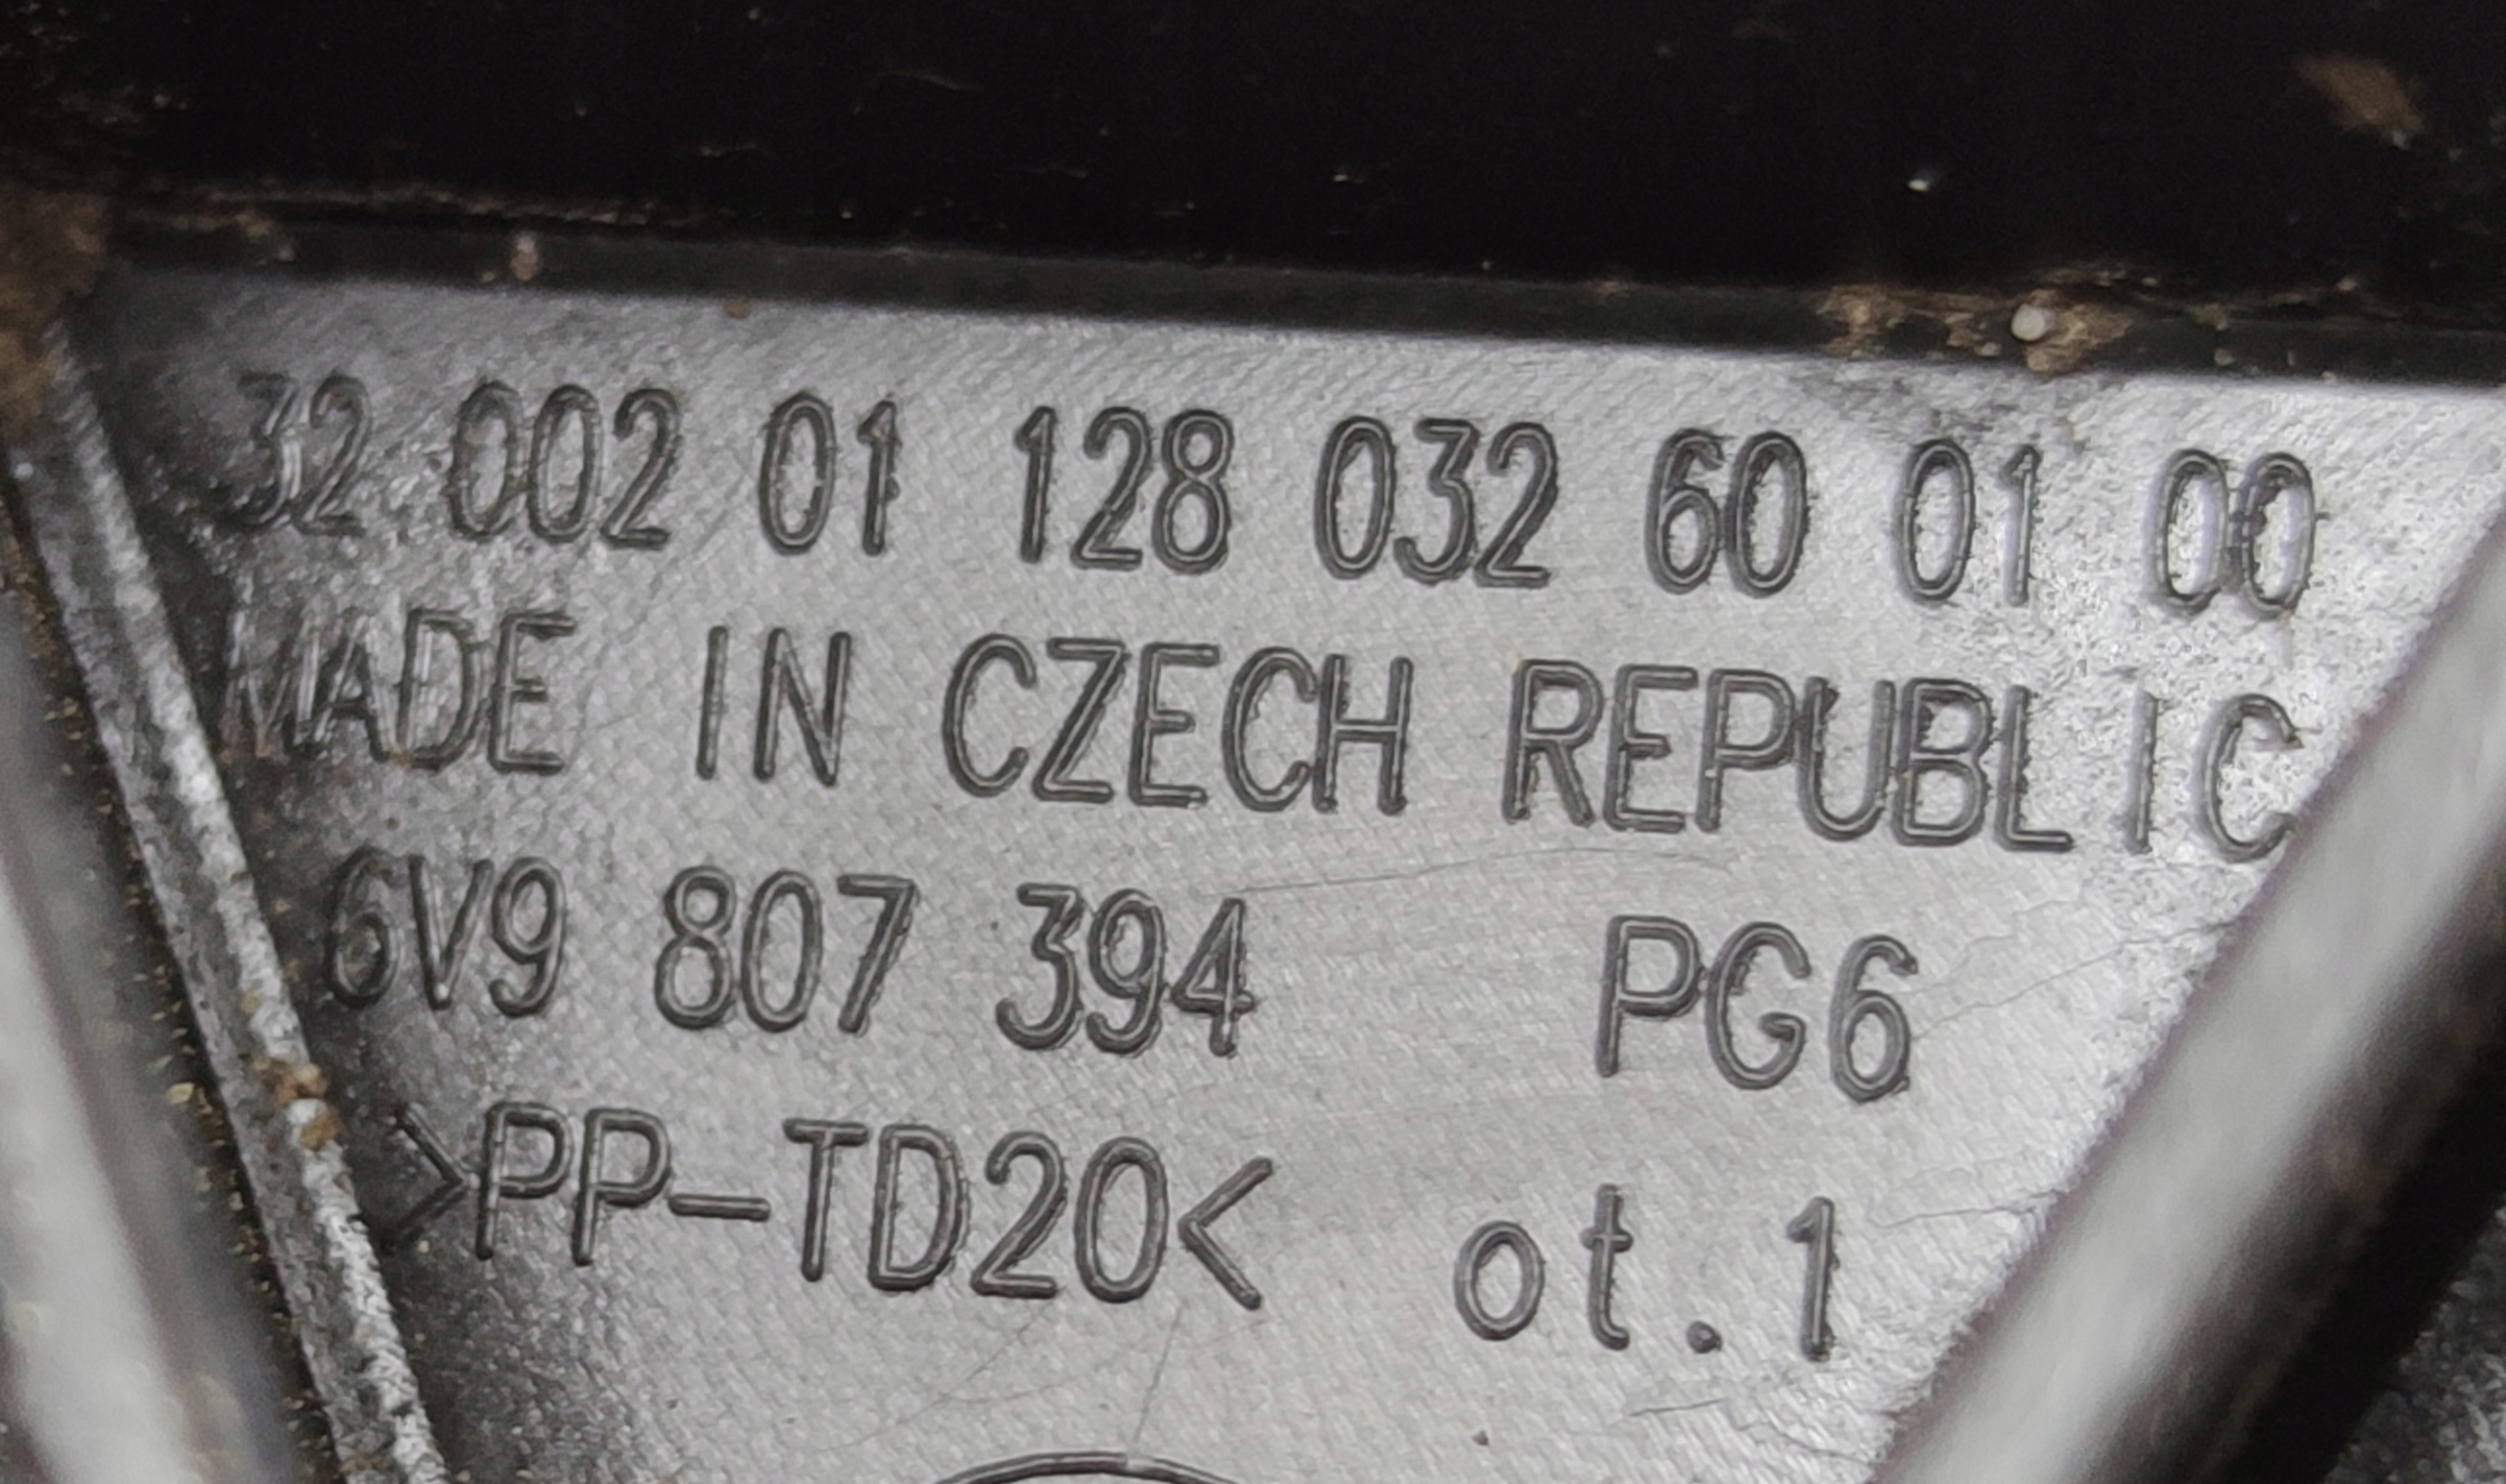 32 002 01 128 032 60 01 00
MADE IN CZECH REPUBLIC
6V9 807 394 PG6
>PP-TD20< ot.1